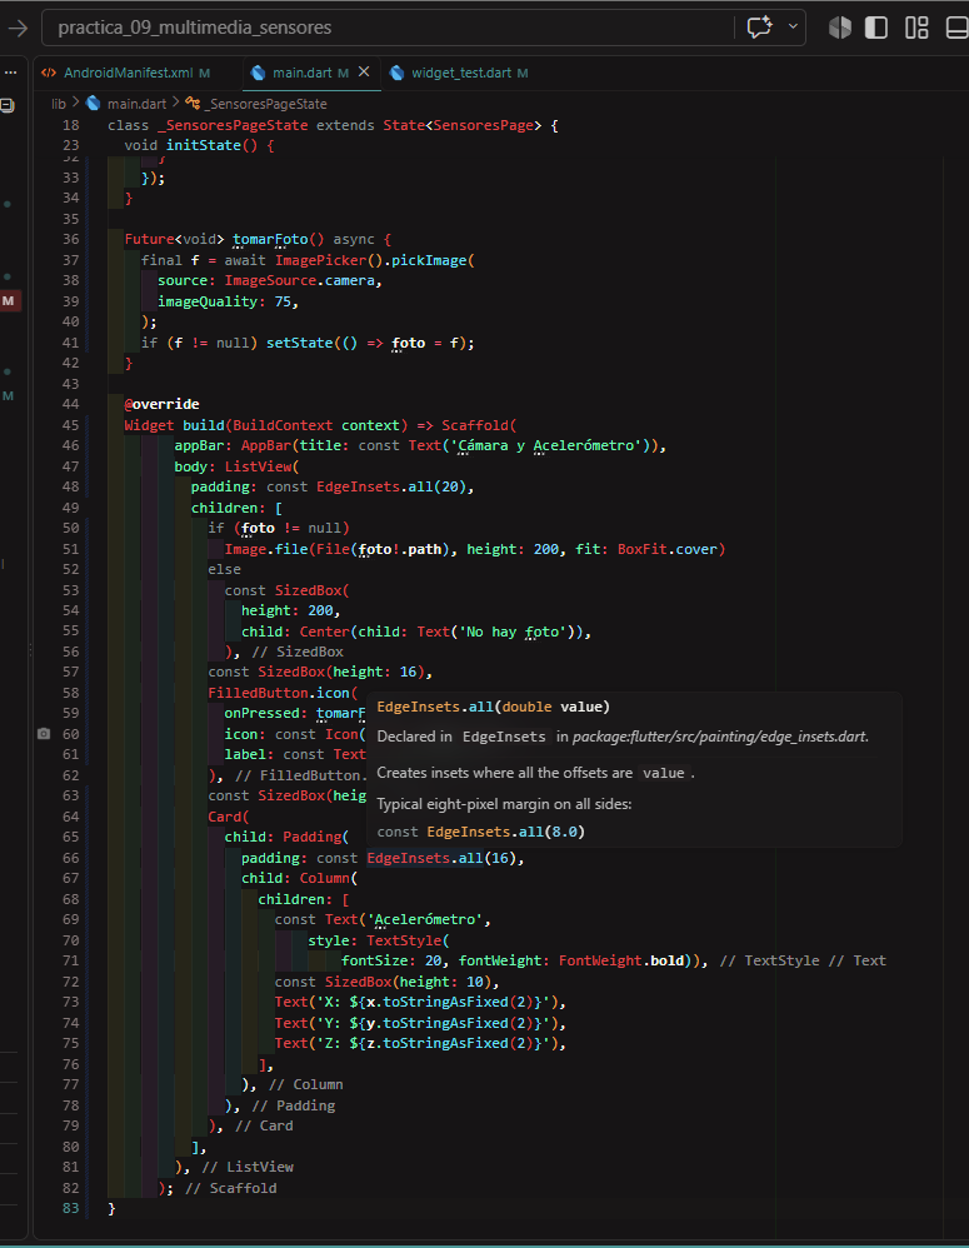 practica_09_multimedia_sensores
AndroidManifest.xml M
main.dart M
widget_test.dart M
lib > main.dart > _SensoresPageState
18 class _SensoresPageState extends State<SensoresPage> {
23 void initState() {
32 }
33 });
34 }
35
36 Future<void> tomarFoto() async {
37 final f = await ImagePicker().pickImage(
38 source: ImageSource.camera,
39 imageQuality: 75,
40 );
41 if (f != null) setState(() => foto = f);
42 }
43
44 @override
45 Widget build(BuildContext context) => Scaffold(
46 appBar: AppBar(title: const Text('Cámara y Acelerómetro')),
47 body: ListView(
48 padding: const EdgeInsets.all(20),
49 children: [
50 if (foto != null)
51 Image.file(File(foto!.path), height: 200, fit: BoxFit.cover)
52 else
53 const SizedBox(
54 height: 200,
55 child: Center(child: Text('No hay foto')),
56 ), // SizedBox
57 const SizedBox(height: 16),
58 FilledButton.icon(
59 onPressed: tomarF
60 icon: const Icon(
61 label: const Text
62 ), // FilledButton.
63 const SizedBox(heig
EdgeInsets.all(double value)
Declared in EdgeInsets in package:flutter/src/painting/edge_insets.dart.
Creates insets where all the offsets are value.
Typical eight-pixel margin on all sides:
const EdgeInsets.all(8.0)
64 Card(
65 child: Padding(
66 padding: const EdgeInsets.all(16),
67 child: Column(
68 children: [
69 const Text('Acelerómetro',
70 style: TextStyle(
71 fontSize: 20, fontWeight: FontWeight.bold)), // TextStyle // Text
72 const SizedBox(height: 10),
73 Text('X: ${x.toStringAsFixed(2)}'),
74 Text('Y: ${y.toStringAsFixed(2)}'),
75 Text('Z: ${z.toStringAsFixed(2)}'),
76 ],
77 ), // Column
78 ), // Padding
79 ), // Card
80 ],
81 ), // ListView
82 ); // Scaffold
83 }
M
M